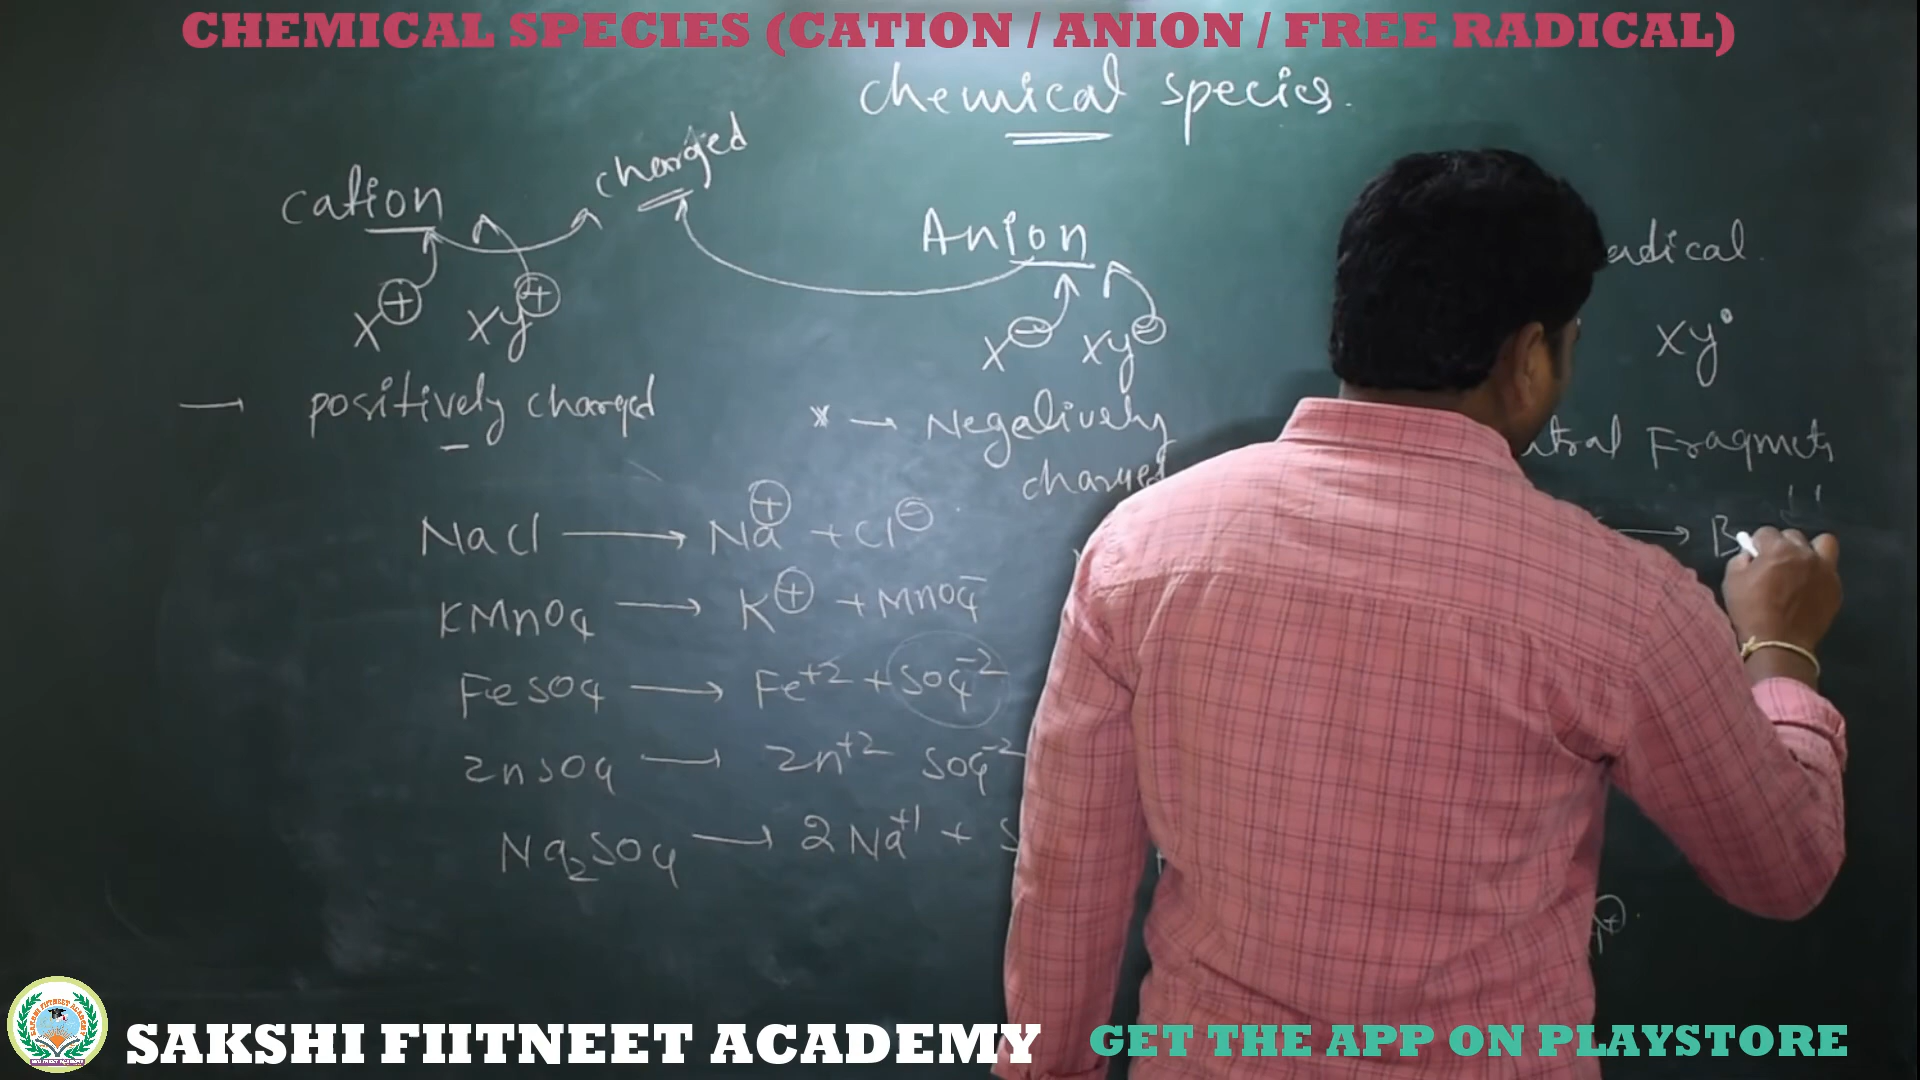 CHEMICAL SPECIES (CATION / ANION / FREE RADICAL)
Chemical species.
Cation
charged
Anion
adical.
X⊕ Xy⊕
X⊖ Xy⊖
Xy•
— positively charged
* → Negatively
charged
tral Fragmets
NaCl → Na⊕ + Cl⊖
→ B
KMnO4 → K⊕ + MnO4⁻
FeSO4 → Fe+2 + SO4-2
ZnSO4 → Zn+2 SO4-2
Na2SO4 → 2Na+1 + S
SAKSHI FIITNEET ACADEMY
GET THE APP ON PLAYSTORE